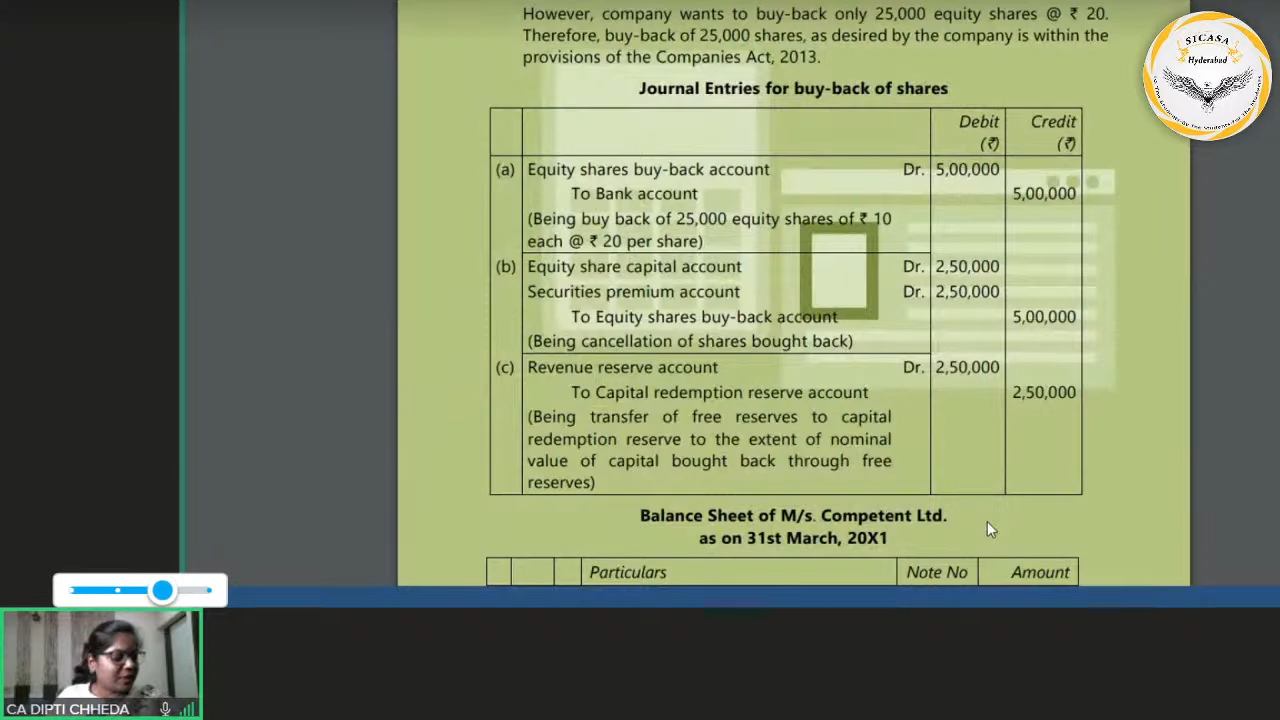 However, company wants to buy-back only 25,000 equity shares @ ₹ 20.
Therefore, buy-back of 25,000 shares, as desired by the company is within the
provisions of the Companies Act, 2013.
Journal Entries for buy-back of shares
Debit (₹) Credit (₹)
(a) Equity shares buy-back account Dr. 5,00,000
To Bank account 5,00,000
(Being buy back of 25,000 equity shares of ₹ 10
each @ ₹ 20 per share)
(b) Equity share capital account Dr. 2,50,000
Securities premium account Dr. 2,50,000
To Equity shares buy-back account 5,00,000
(Being cancellation of shares bought back)
(c) Revenue reserve account Dr. 2,50,000
To Capital redemption reserve account 2,50,000
(Being transfer of free reserves to capital
redemption reserve to the extent of nominal
value of capital bought back through free
reserves)
Balance Sheet of M/s. Competent Ltd.
as on 31st March, 20X1
Particulars Note No Amount
SICASA
Hyderabad
CA DIPTI CHHEDA